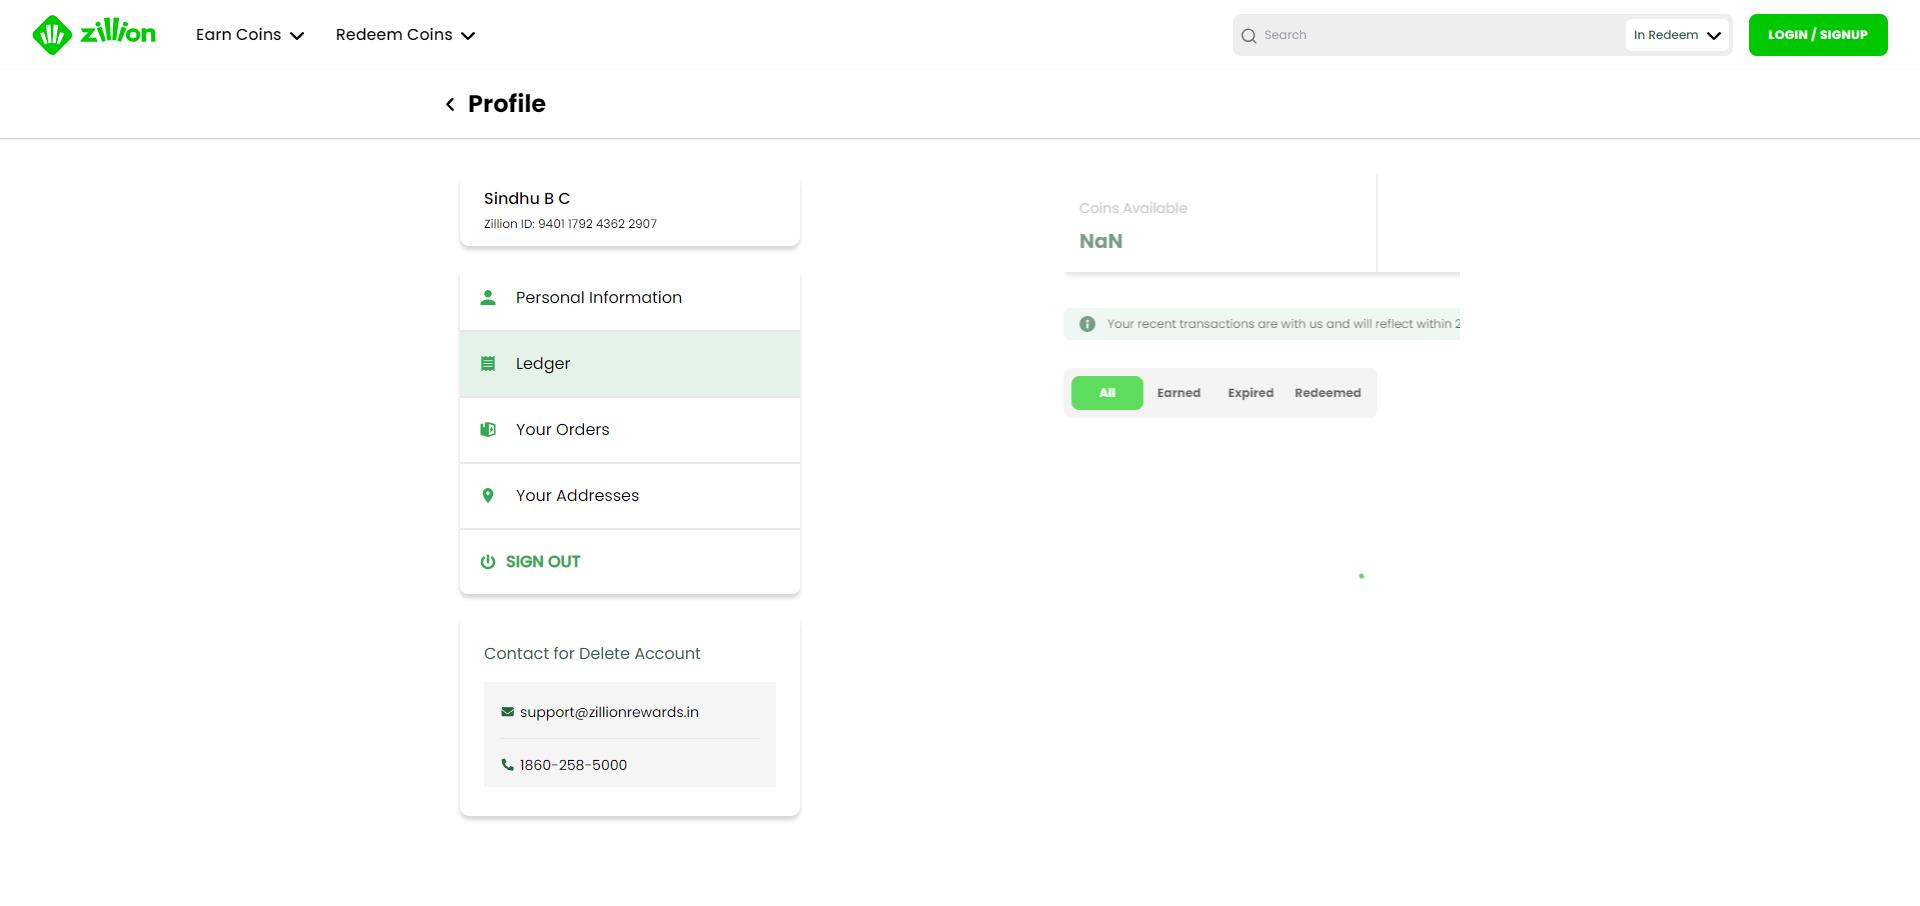 zillion
Earn Coins
Redeem Coins
Search
In Redeem
LOGIN / SIGNUP
Profile
Sindhu B C
Zillion ID: 9401 1792 4362 2907
Personal Information
Ledger
Your Orders
Your Addresses
SIGN OUT
Contact for Delete Account
support@zillionrewards.in
1860-258-5000
Coins Available
NaN
Your recent transactions are with us and will reflect within 2
All
Earned
Expired
Redeemed